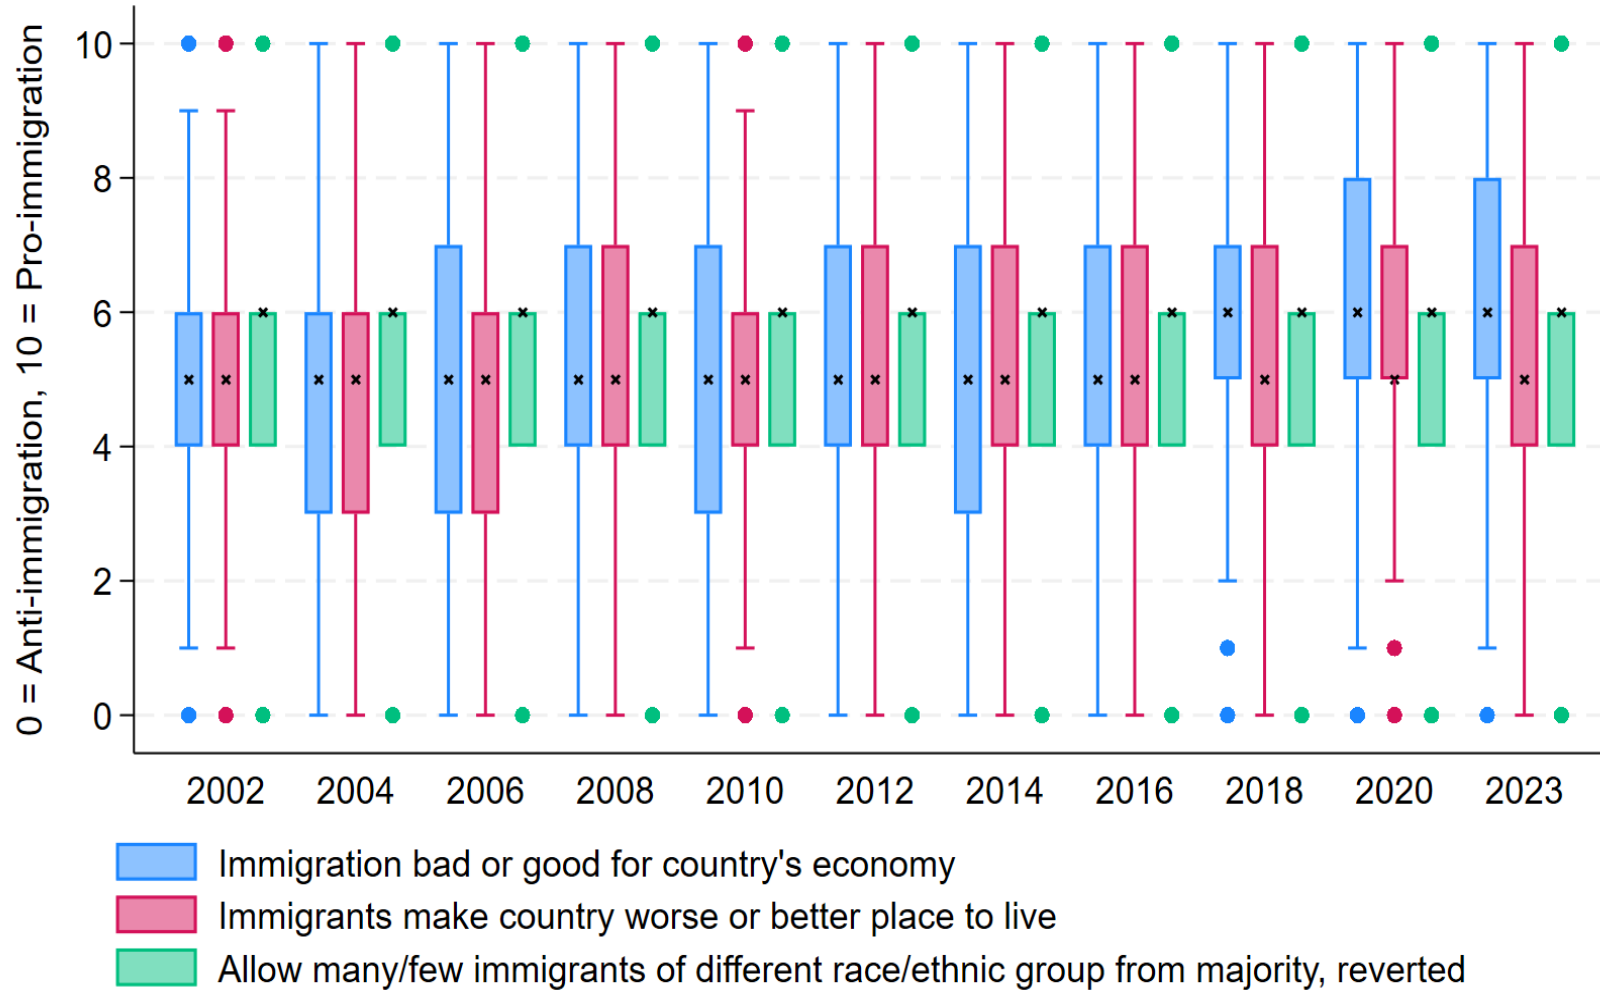 0 = Anti-immigration, 10 = Pro-immigration
10
8
6
4
2
0
2002 2004 2006 2008 2010 2012 2014 2016 2018 2020 2023
Immigration bad or good for country's economy
Immigrants make country worse or better place to live
Allow many/few immigrants of different race/ethnic group from majority, reverted